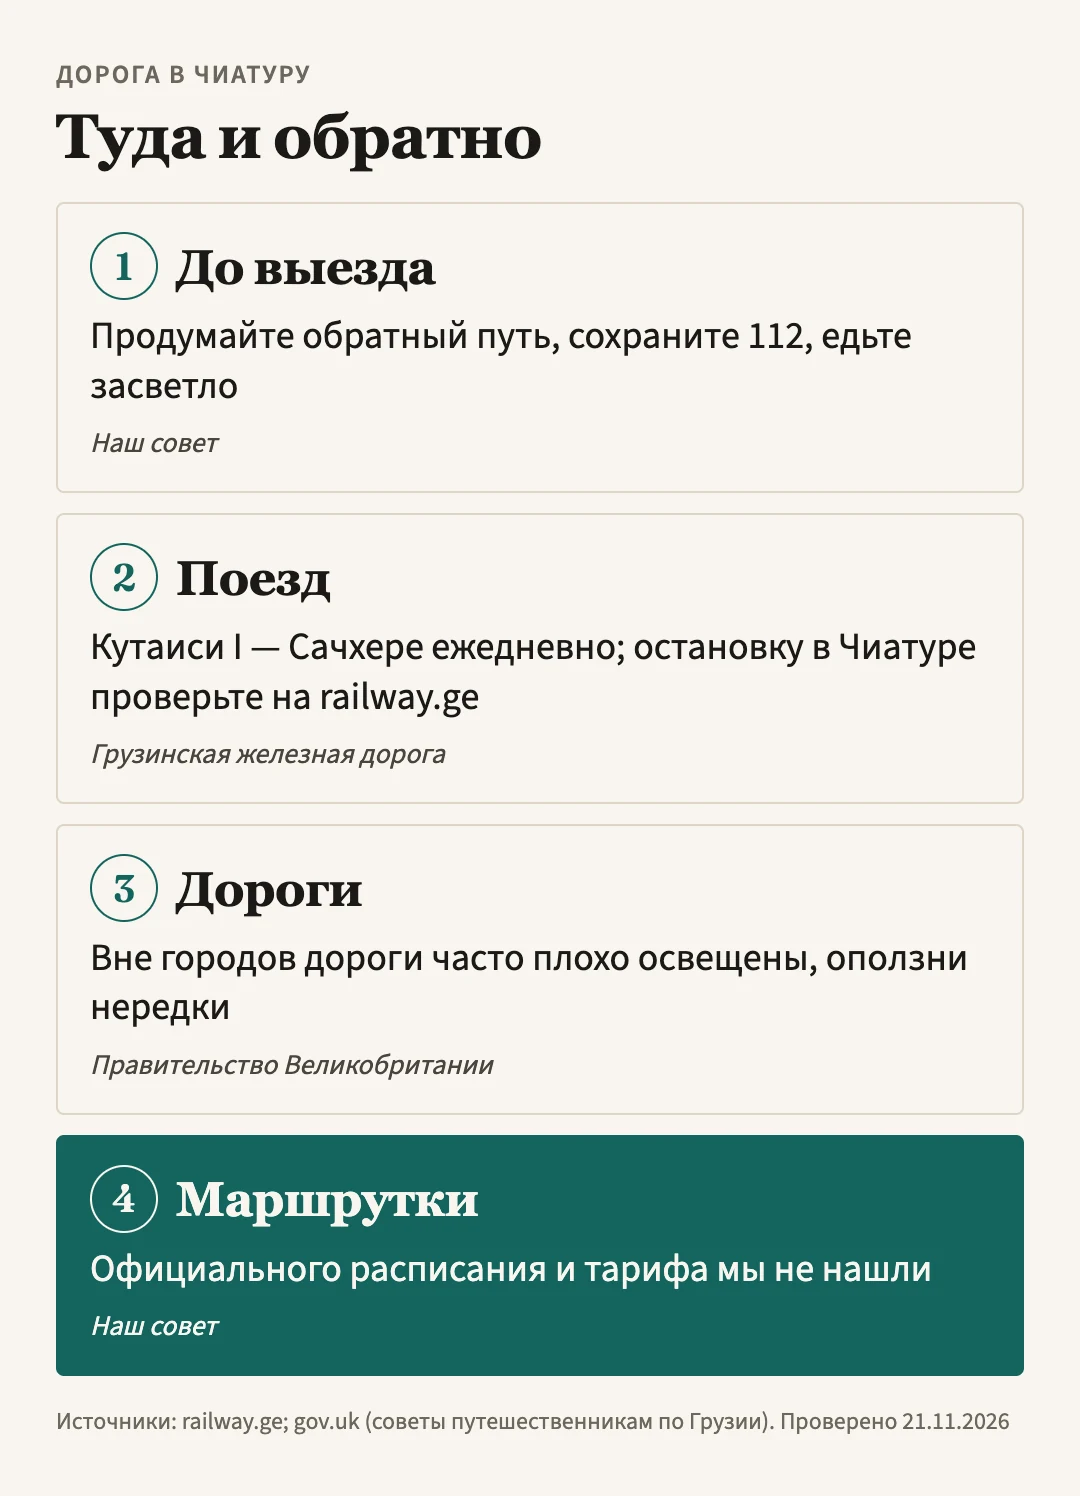 ДОРОГА В ЧИАТУРУ
Туда и обратно
1 До выезда
Продумайте обратный путь, сохраните 112, едьте
засветло
Наш совет
2 Поезд
Кутаиси I — Сачхере ежедневно; остановку в Чиатуре
проверьте на railway.ge
Грузинская железная дорога
3 Дороги
Вне городов дороги часто плохо освещены, оползни
нередки
Правительство Великобритании
4 Маршрутки
Официального расписания и тарифа мы не нашли
Наш совет
Источники: railway.ge; gov.uk (советы путешественникам по Грузии). Проверено 21.11.2026